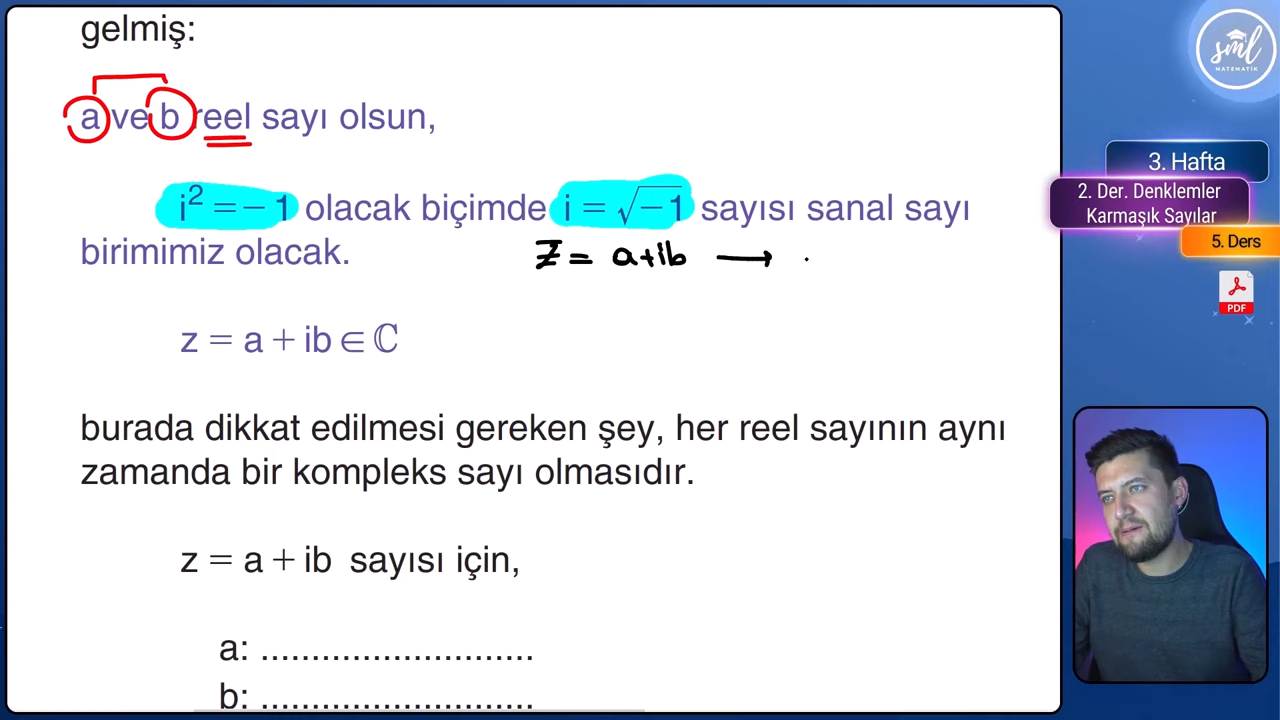 gelmiş:
a ve b reel sayı olsun,
i² = −1 olacak biçimde i = √−1 sayısı sanal sayı
birimimiz olacak.
z = a+ib →
z = a + ib ∈ ℂ
burada dikkat edilmesi gereken şey, her reel sayının aynı
zamanda bir kompleks sayı olmasıdır.
z = a + ib sayısı için,
a: ...........................
b: ...........................
sml
MATEMATİK
3. Hafta
2. Der. Denklemler
Karmaşık Sayılar
5. Ders
PDF